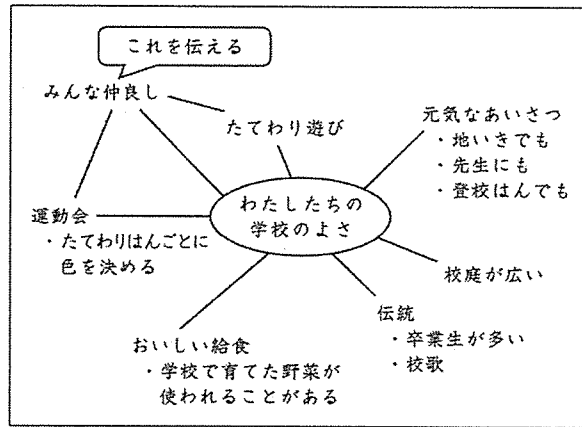 これを伝える
みんな仲良し
たてわり遊び
元気なあいさつ
・地いきでも
・先生にも
・登校はんでも
わたしたちの
学校のよさ
運動会
・たてわりはんごとに
色を決める
校庭が広い
伝統
・卒業生が多い
・校歌
おいしい給食
・学校で育てた野菜が
使われることがある